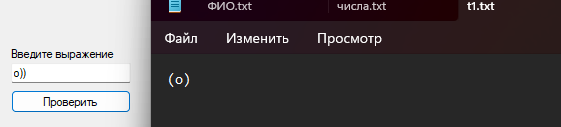 Введите выражение
o))
Проверить
ФИО.txt
числа.txt
t1.txt
Файл
Изменить
Просмотр
(o)